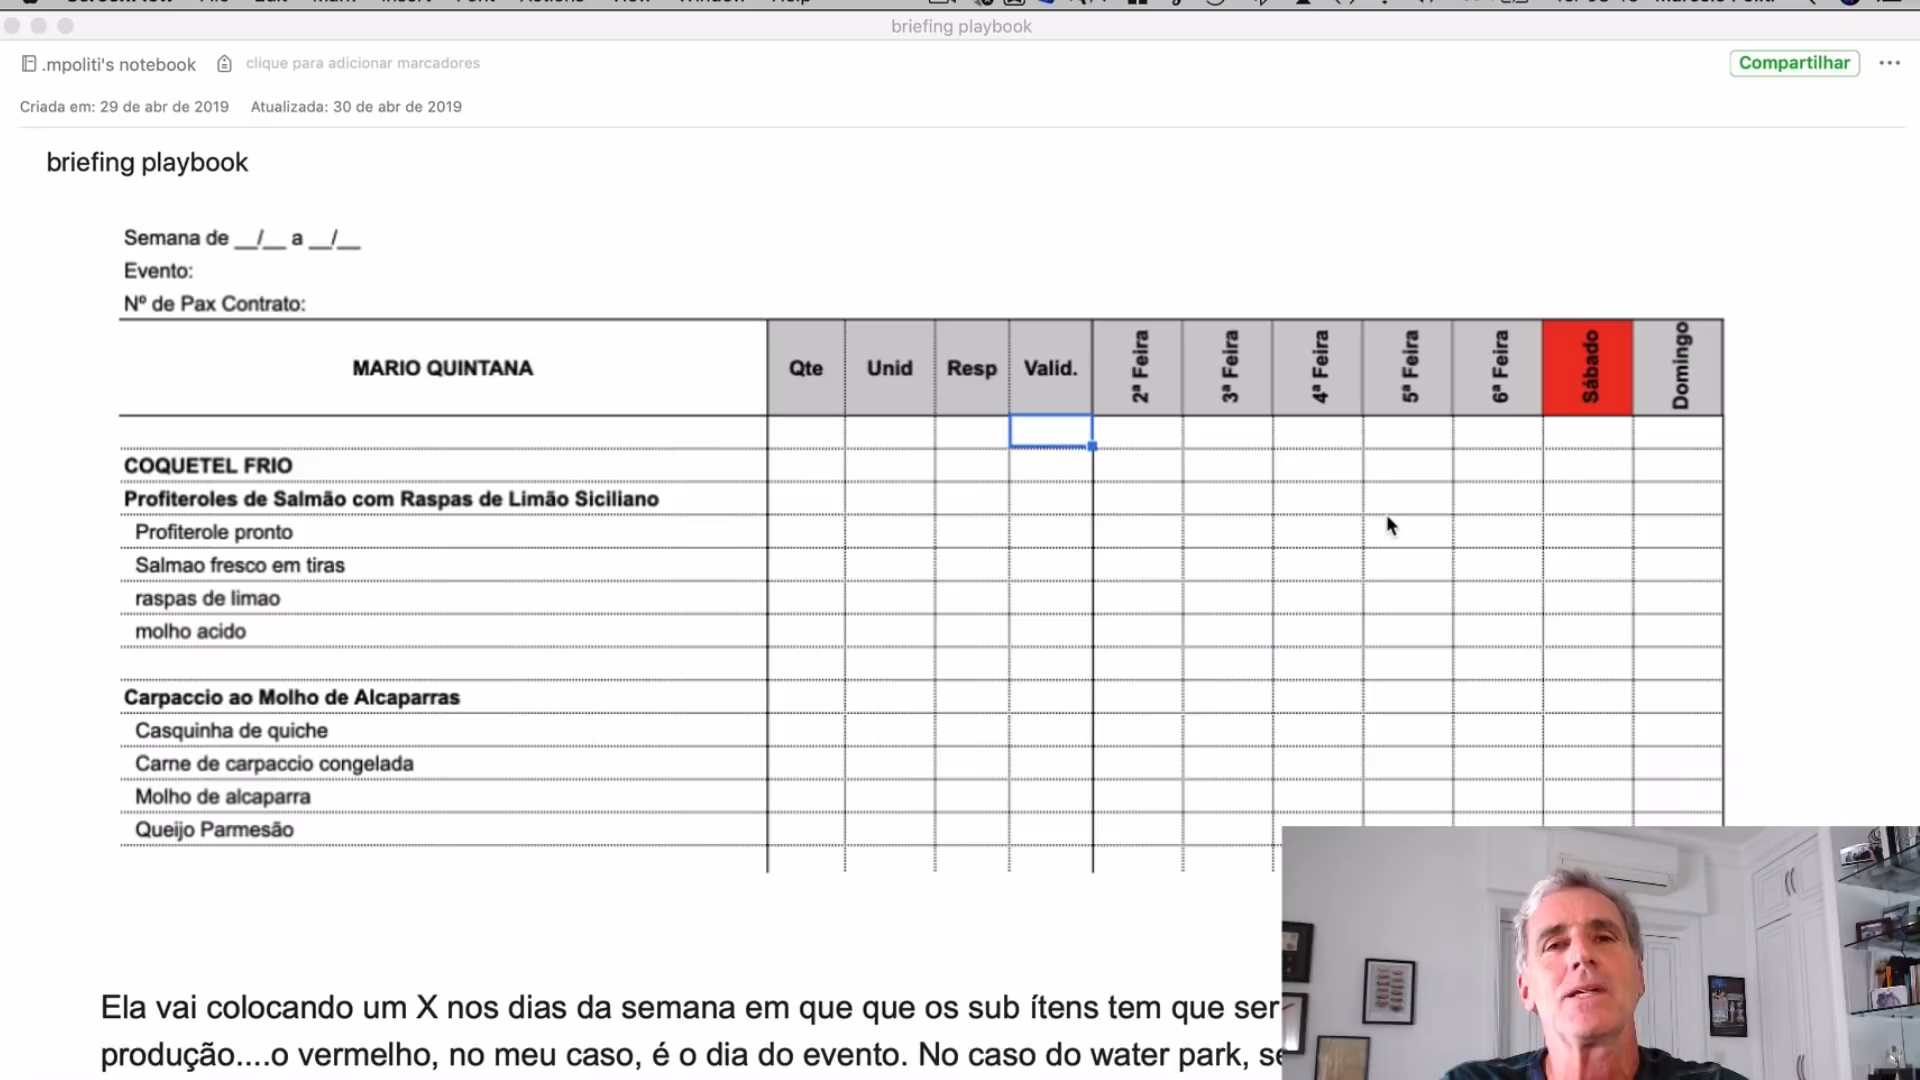 briefing playbook
.mpoliti's notebook clique para adicionar marcadores Compartilhar
Criada em: 29 de abr de 2019 Atualizada: 30 de abr de 2019
briefing playbook
Semana de __/__ a __/__
Evento:
Nº de Pax Contrato:
MARIO QUINTANA Qte Unid Resp Valid. 2ª Feira 3ª Feira 4ª Feira 5ª Feira 6ª Feira Sábado Domingo
COQUETEL FRIO
Profiteroles de Salmão com Raspas de Limão Siciliano
Profiterole pronto
Salmao fresco em tiras
raspas de limao
molho acido
Carpaccio ao Molho de Alcaparras
Casquinha de quiche
Carne de carpaccio congelada
Molho de alcaparra
Queijo Parmesão
Ela vai colocando um X nos dias da semana em que que os sub ítens tem que ser
produção....o vermelho, no meu caso, é o dia do evento. No caso do water park,